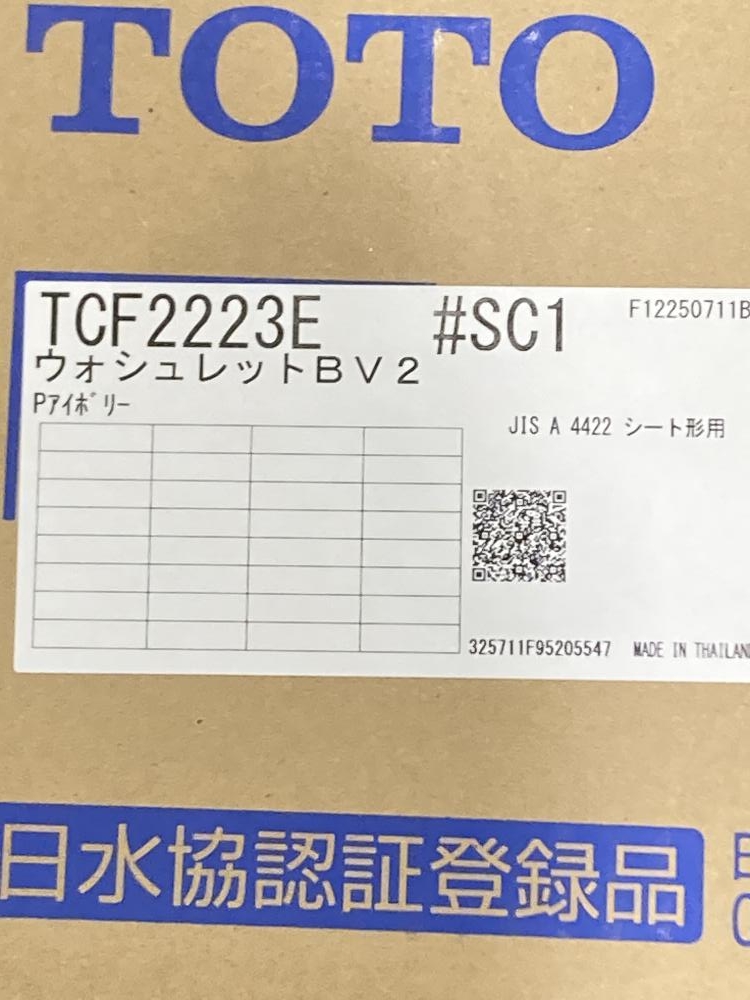 TOTO
TCF2223E #SC1 F12250711B
ウォシュレットBV2
Pアイボリー
JIS A 4422 シート形用
325711F95205547 MADE IN THAILAND
日水協認証登録品